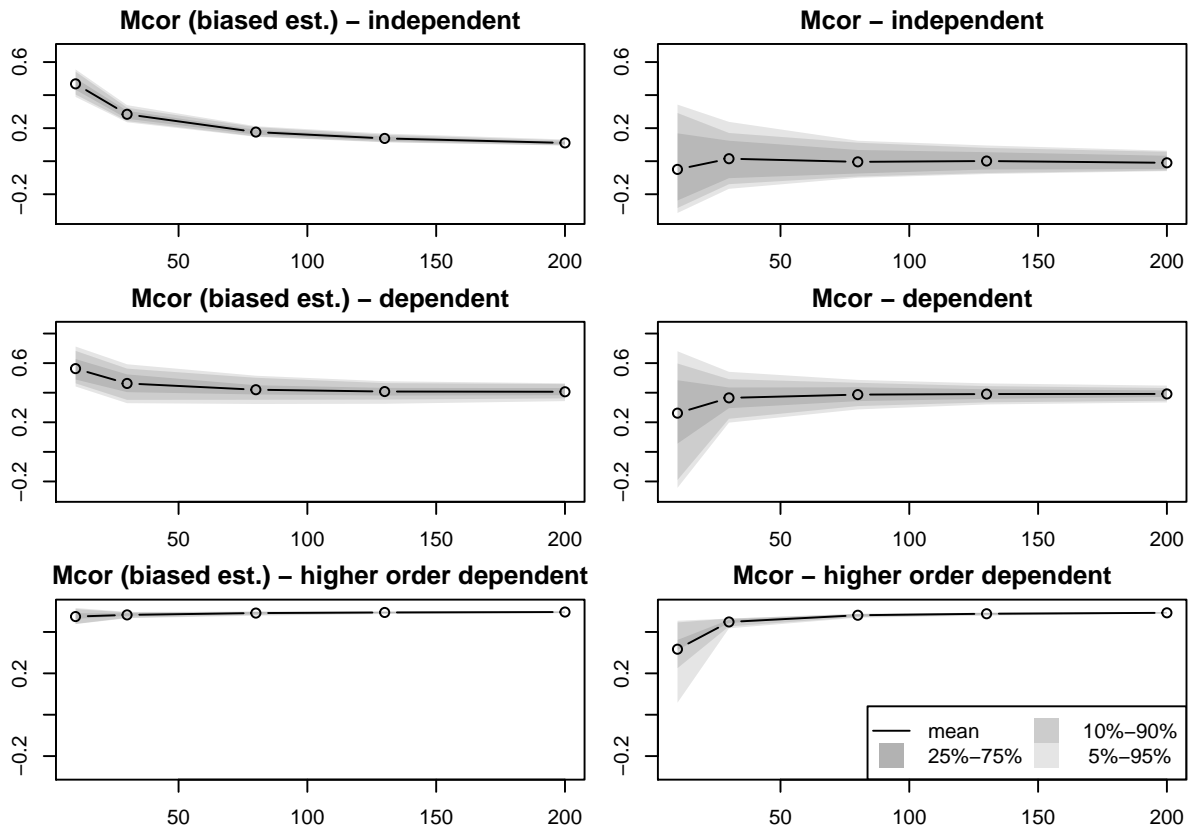 Mcor (biased est.) – independent
−0.2 0.2 0.6
50 100 150 200
Mcor – independent
−0.2 0.2 0.6
50 100 150 200
Mcor (biased est.) – dependent
−0.2 0.2 0.6
50 100 150 200
Mcor – dependent
−0.2 0.2 0.6
50 100 150 200
Mcor (biased est.) – higher order dependent
−0.2 0.2
50 100 150 200
Mcor – higher order dependent
−0.2 0.2
50 100 150 200
mean 10%−90%
25%−75% 5%−95%